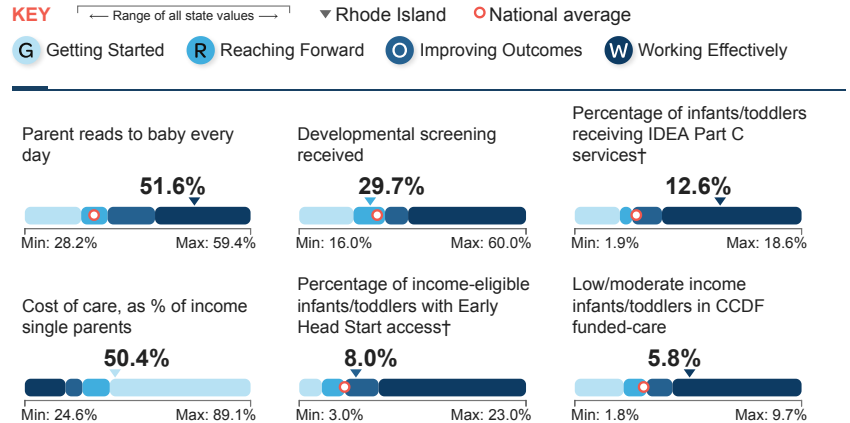 KEY
Range of all state values
Rhode Island
National average
G Getting Started
R Reaching Forward
O Improving Outcomes
W Working Effectively
Parent reads to baby every
day
51.6%
Min: 28.2%
Max: 59.4%
Developmental screening
received
29.7%
Min: 16.0%
Max: 60.0%
Percentage of infants/toddlers
receiving IDEA Part C
services†
12.6%
Min: 1.9%
Max: 18.6%
Cost of care, as % of income
single parents
50.4%
Min: 24.6%
Max: 89.1%
Percentage of income-eligible
infants/toddlers with Early
Head Start access†
8.0%
Min: 3.0%
Max: 23.0%
Low/moderate income
infants/toddlers in CCDF
funded-care
5.8%
Min: 1.8%
Max: 9.7%